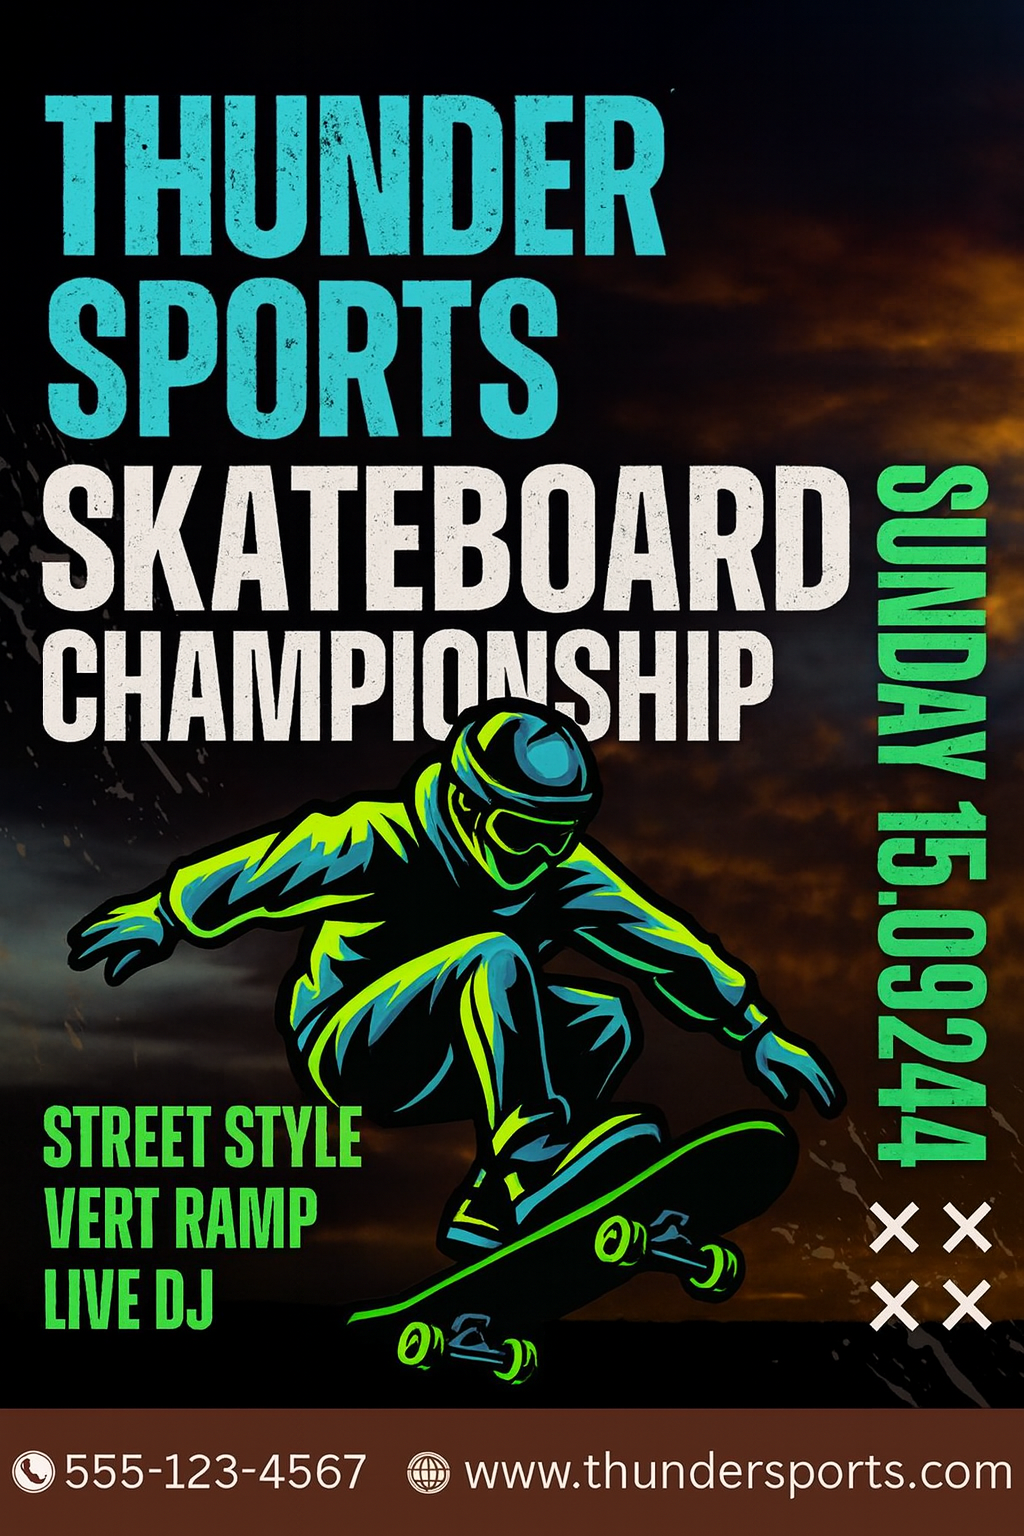 THUNDER
SPORTS
SKATEBOARD
CHAMPIONSHIP
SUNDAY 15.09244
STREET STYLE
VERT RAMP
LIVE DJ
555-123-4567
www.thundersports.com